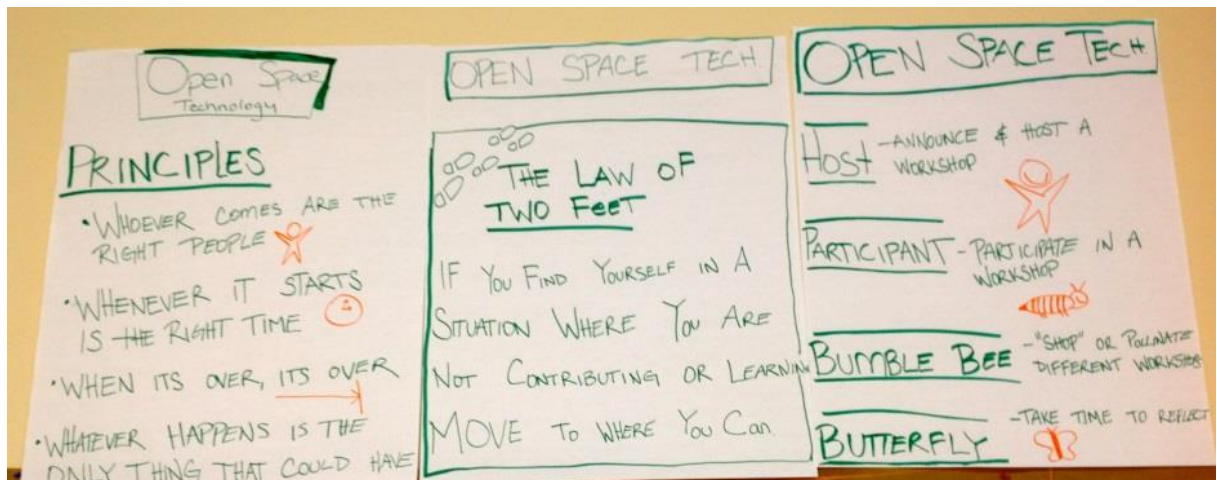 Open Space
Technology
PRINCIPLES
• WHOEVER COMES ARE THE
RIGHT PEOPLE
• WHENEVER IT STARTS
IS THE RIGHT TIME
• WHEN ITS OVER, ITS OVER
• WHATEVER HAPPENS IS THE
ONLY THING THAT COULD HAVE
OPEN SPACE TECH
THE LAW OF
TWO FEET
IF YOU FIND YOURSELF IN A
SITUATION WHERE YOU ARE
NOT CONTRIBUTING OR LEARNING
MOVE TO WHERE YOU CAN
OPEN SPACE TECH
HOST - ANNOUNCE & HOST A
WORKSHOP
PARTICIPANT - PARTICIPATE IN A
WORKSHOP
BUMBLE BEE - "SHOP" OR POLLINATE
DIFFERENT WORKSHOPS
BUTTERFLY - TAKE TIME TO REFLECT